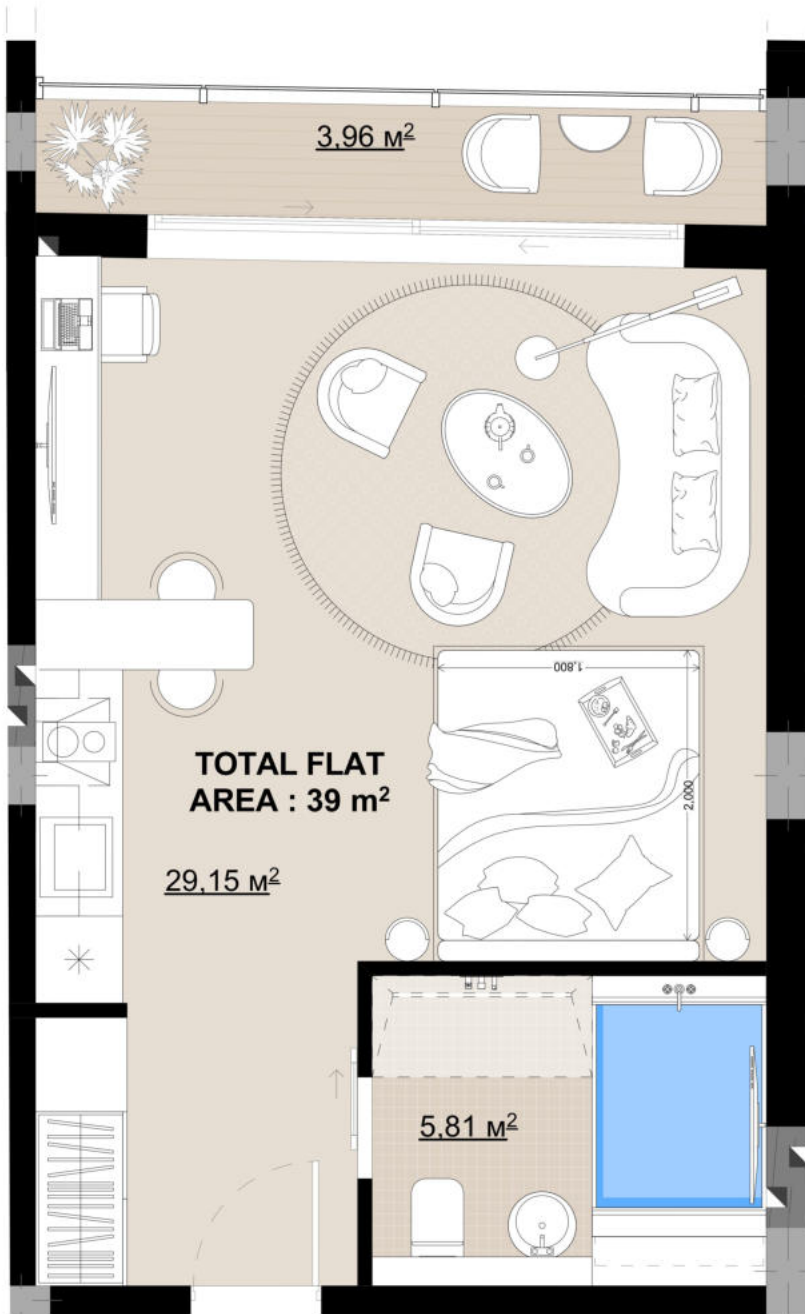 3,96 м²
1,800
2,000
TOTAL FLAT
AREA : 39 m²
29,15 м²
5,81 м²